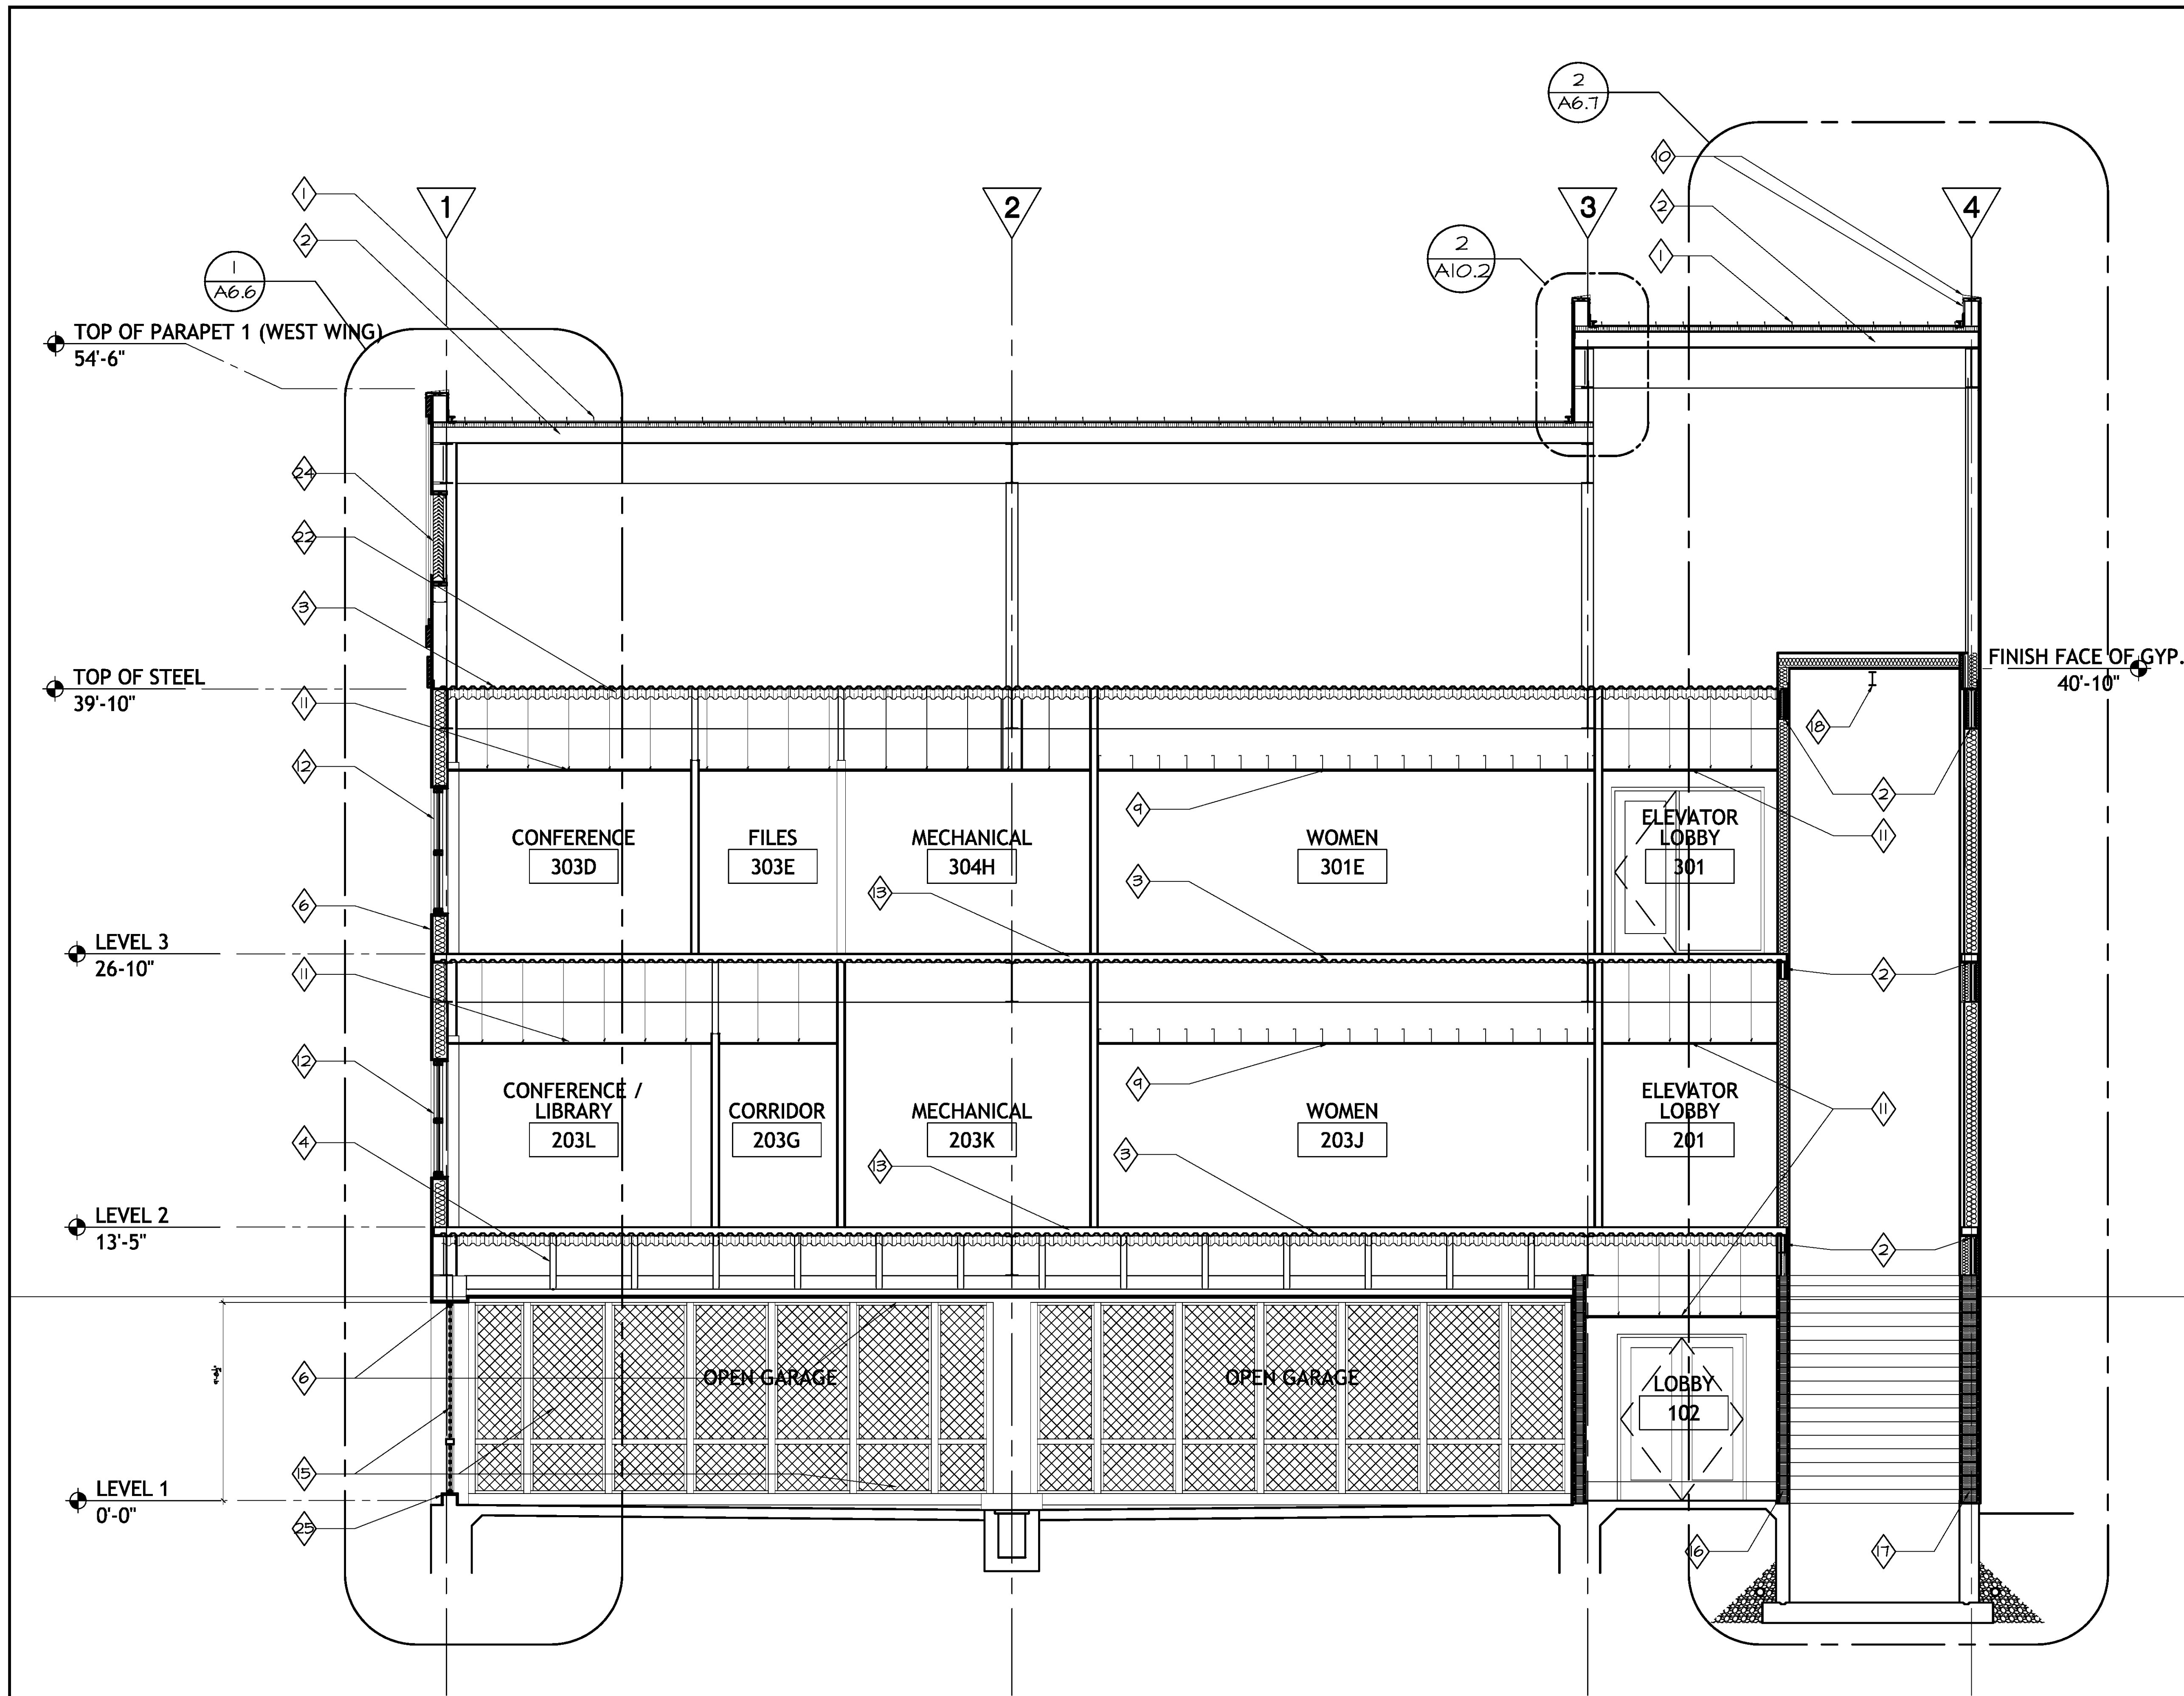 2
A6.7
10
1
1
2
3
4
2
2
2
A10.2
1
1
A6.6
TOP OF PARAPET 1 (WEST WING)
54'-6"
24
22
3
FINISH FACE OF GYP.
40'-10"
TOP OF STEEL
39'-10"
11
18
12
2
9
11
CONFERENCE
303D
FILES
303E
MECHANICAL
304H
WOMEN
301E
ELEVATOR
LOBBY
301
13
3
6
LEVEL 3
26-10"
11
2
12
9
11
CONFERENCE /
LIBRARY
203L
CORRIDOR
203G
MECHANICAL
203K
WOMEN
203J
ELEVATOR
LOBBY
201
4
13
3
LEVEL 2
13'-5"
2
6
OPEN GARAGE
OPEN GARAGE
LOBBY
102
15
LEVEL 1
0'-0"
25
16
17